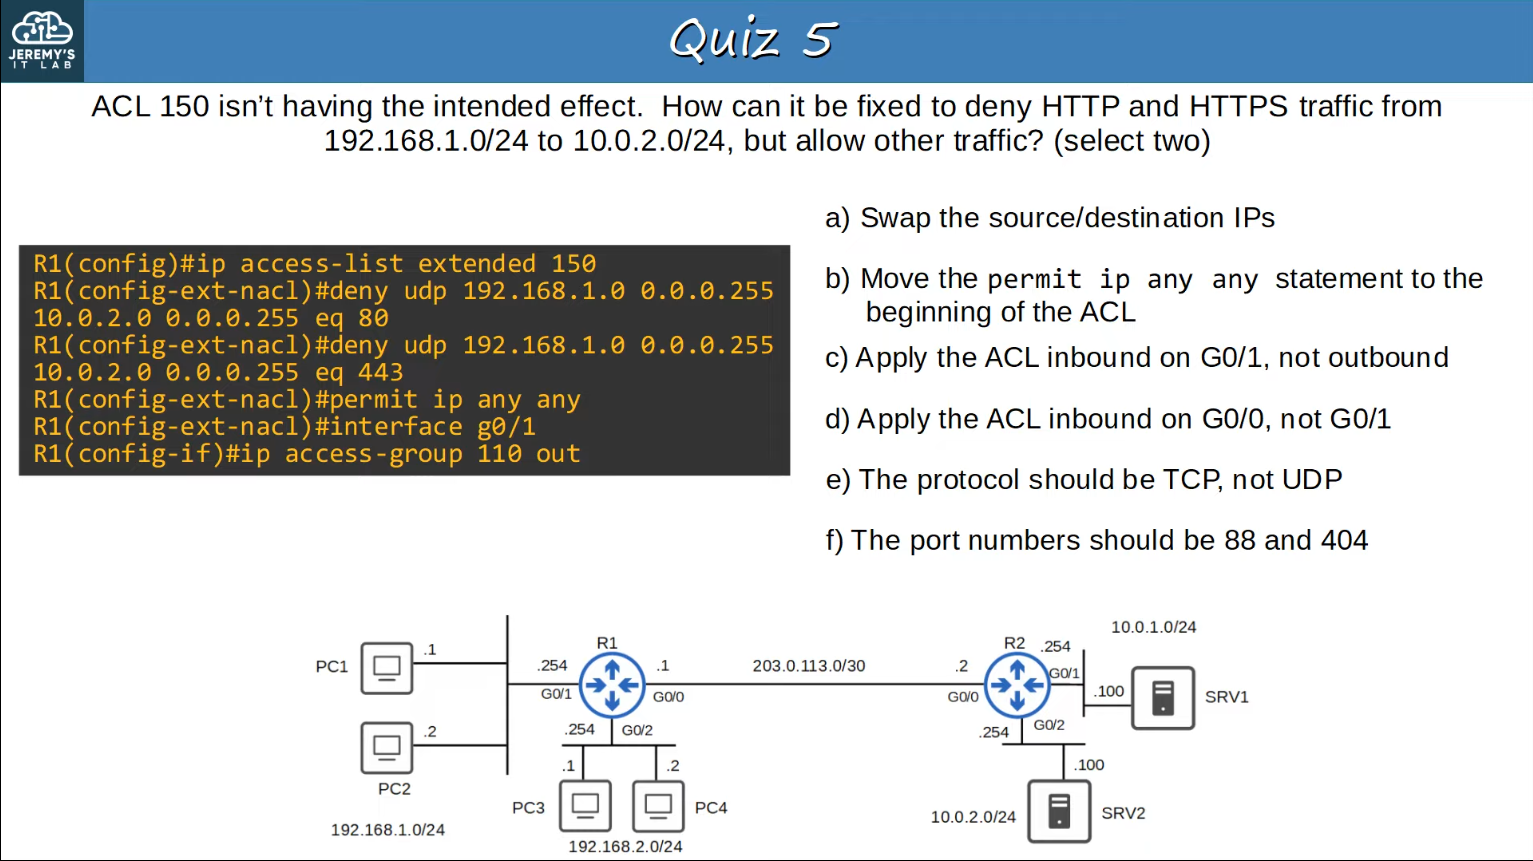 JEREMY'S
IT LAB
Quiz 5
ACL 150 isn't having the intended effect. How can it be fixed to deny HTTP and HTTPS traffic from
192.168.1.0/24 to 10.0.2.0/24, but allow other traffic? (select two)
R1(config)#ip access-list extended 150
R1(config-ext-nacl)#deny udp 192.168.1.0 0.0.0.255
10.0.2.0 0.0.0.255 eq 80
R1(config-ext-nacl)#deny udp 192.168.1.0 0.0.0.255
10.0.2.0 0.0.0.255 eq 443
R1(config-ext-nacl)#permit ip any any
R1(config-ext-nacl)#interface g0/1
R1(config-if)#ip access-group 110 out
a) Swap the source/destination IPs
b) Move the permit ip any any statement to the
beginning of the ACL
c) Apply the ACL inbound on G0/1, not outbound
d) Apply the ACL inbound on G0/0, not G0/1
e) The protocol should be TCP, not UDP
f) The port numbers should be 88 and 404
PC1
.1
PC2
.2
192.168.1.0/24
R1
.254
G0/1
.1
G0/0
.254
G0/2
.1
.2
PC3
PC4
192.168.2.0/24
203.0.113.0/30
R2
.2
G0/0
.254
G0/1
10.0.1.0/24
.100
SRV1
.254
G0/2
.100
10.0.2.0/24
SRV2